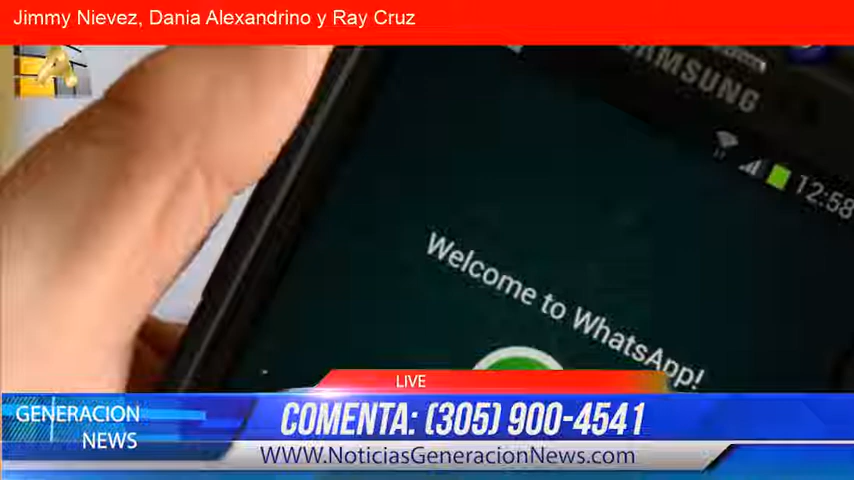 Jimmy Nievez, Dania Alexandrino y Ray Cruz
SAMSUNG
12:58
Welcome to WhatsApp!
LIVE
GENERACION
NEWS
COMENTA: (305) 900-4541
WWW.NoticiasGeneracionNews.com